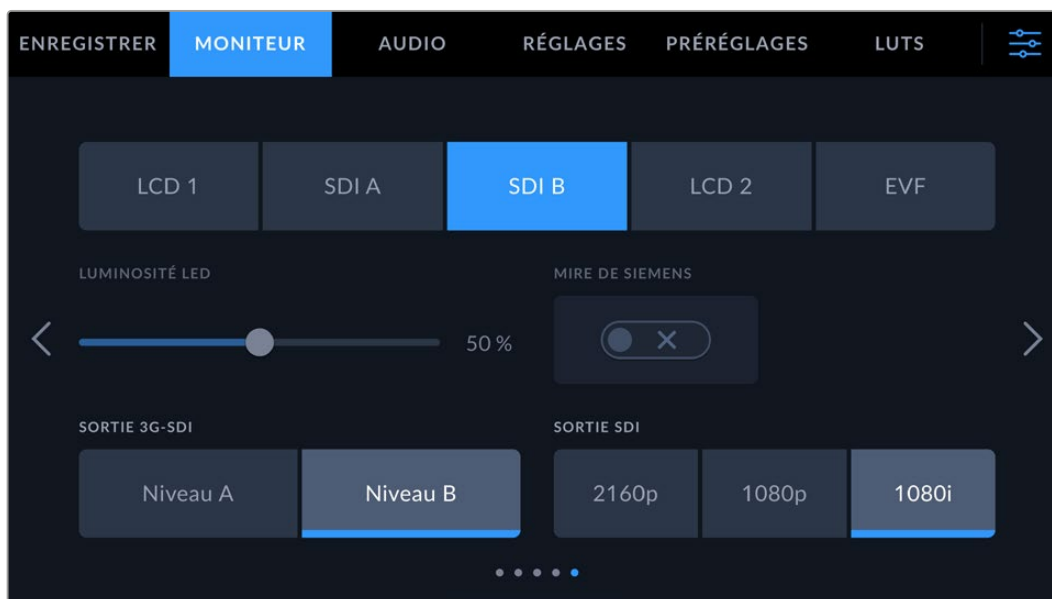 ENREGISTRER MONITEUR AUDIO RÉGLAGES PRÉRÉGLAGES LUTS
LCD 1 SDI A SDI B LCD 2 EVF
LUMINOSITÉ LED MIRE DE SIEMENS
50 %
SORTIE 3G-SDI SORTIE SDI
Niveau A Niveau B 2160p 1080p 1080i